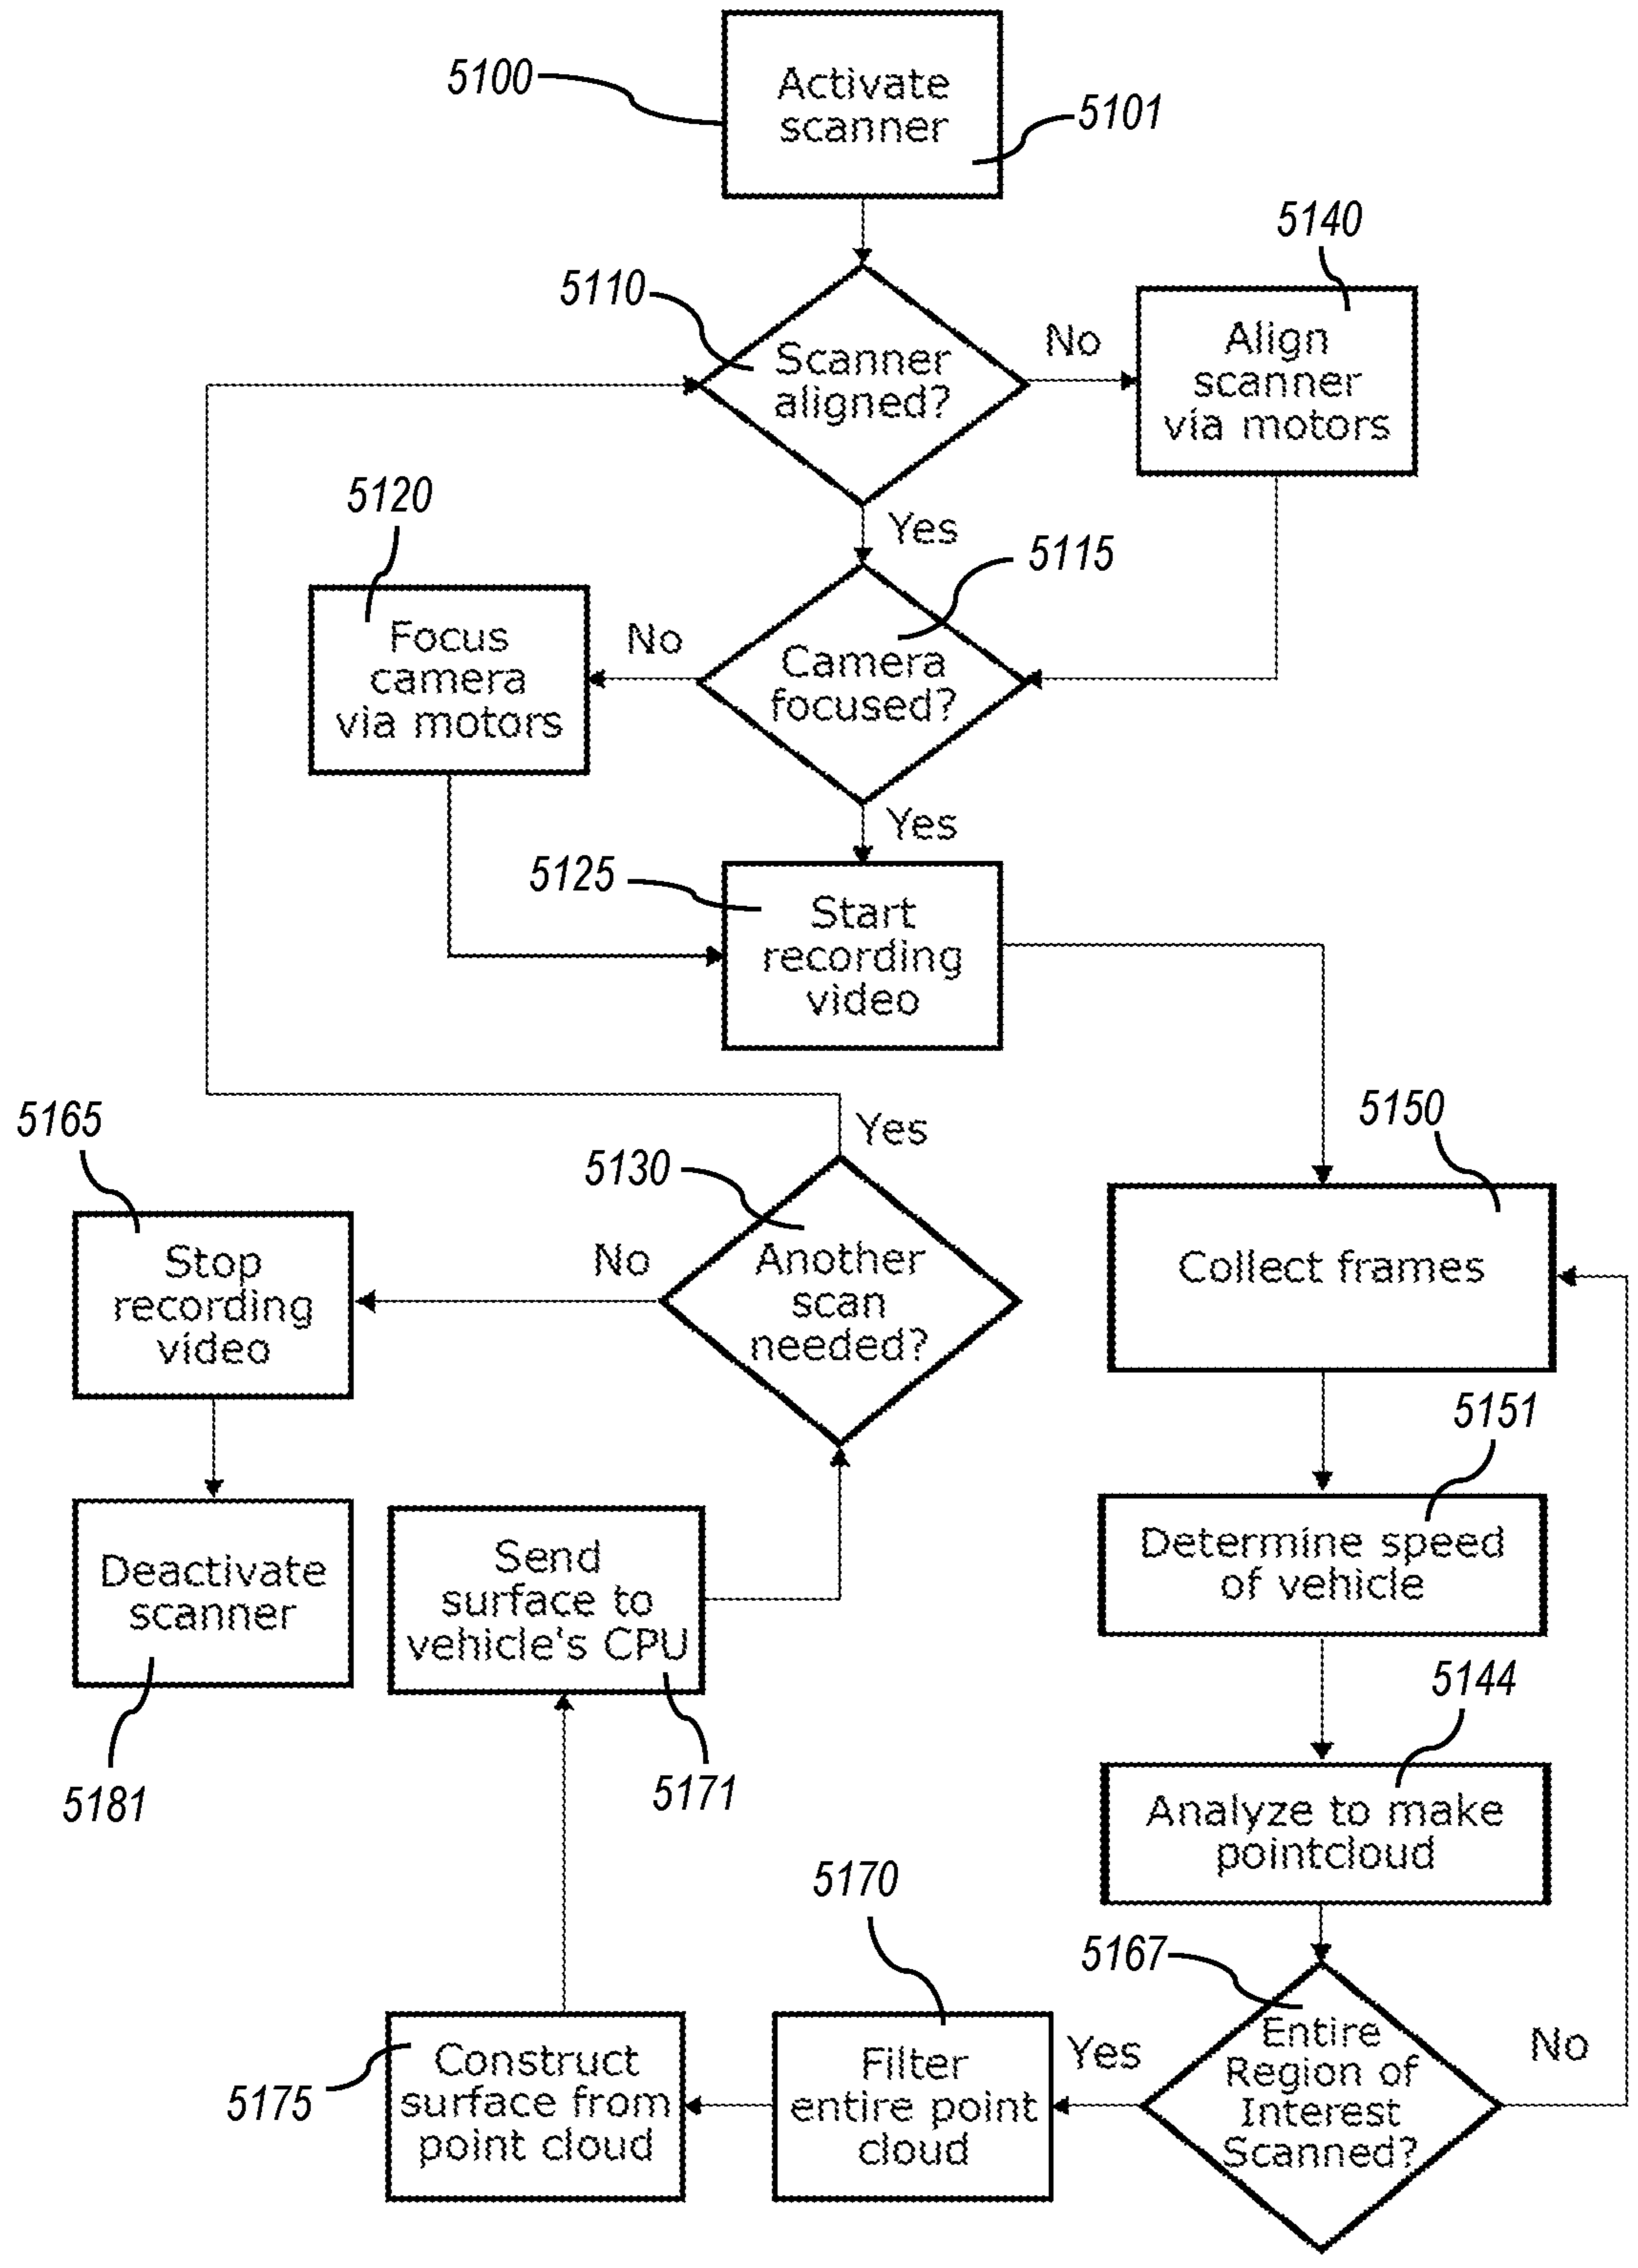 5100
Activate
scanner
5101
5140
5110
Scanner
aligned?
No
Align
scanner
via motors
5120
Yes
5115
Focus
camera
via motors
No
Camera
focused?
Yes
5125
Start
recording
video
5165
Yes
5150
5130
Stop
recording
video
No
Another
scan
needed?
Collect frames
5151
Deactivate
scanner
Send
surface to
vehicle's CPU
Determine speed
of vehicle
5181
5171
5144
Analyze to make
pointcloud
5170
5167
5175
Construct
surface from
point cloud
Filter
entire point
cloud
Yes
Entire
Region of
Interest
Scanned?
No